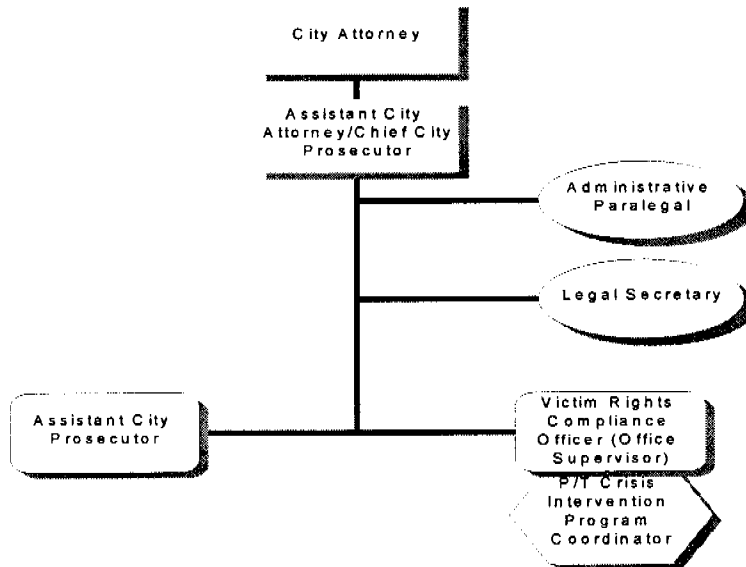 City Attorney
Assistant City
Attorney/Chief City
Prosecutor
Administrative
Paralegal
Legal Secretary
Assistant City
Prosecutor
Victim Rights
Compliance
Officer (Office
Supervisor)
P/T Crisis
Intervention
Program
Coordinator